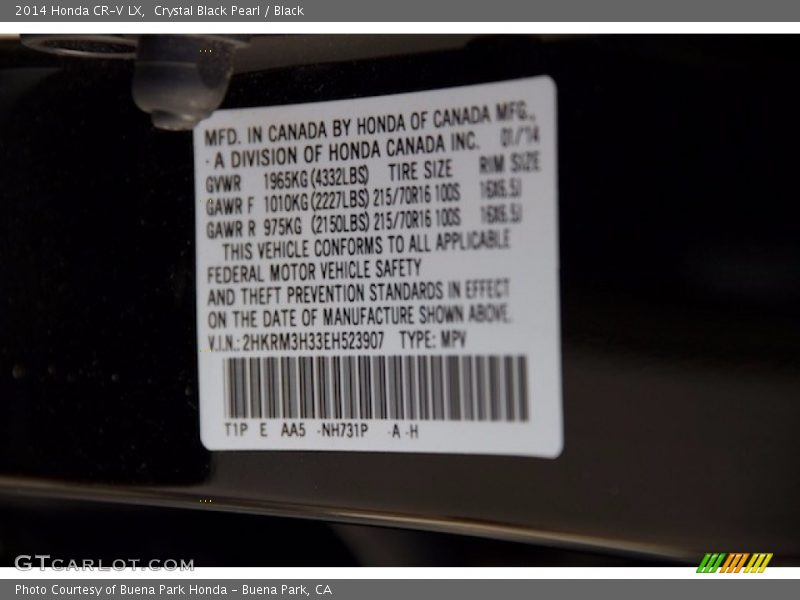 2014 Honda CR-V LX,  Crystal Black Pearl / Black
MFD. IN CANADA BY HONDA OF CANADA MFG.,
- A DIVISION OF HONDA CANADA INC. 01/14
GVWR 1965KG (4332LBS) TIRE SIZE RIM SIZE
GAWR F 1010KG (2227LBS) 215/70R16 100S 16X6.5J
GAWR R 975KG (2150LBS) 215/70R16 100S 16X6.5J
THIS VEHICLE CONFORMS TO ALL APPLICABLE
FEDERAL MOTOR VEHICLE SAFETY
AND THEFT PREVENTION STANDARDS IN EFFECT
ON THE DATE OF MANUFACTURE SHOWN ABOVE.
V.I.N.: 2HKRM3H33EH523907 TYPE: MPV
T1P E AA5 -NH731P -A -H
GTCARLOT.COM
Photo Courtesy of Buena Park Honda - Buena Park, CA